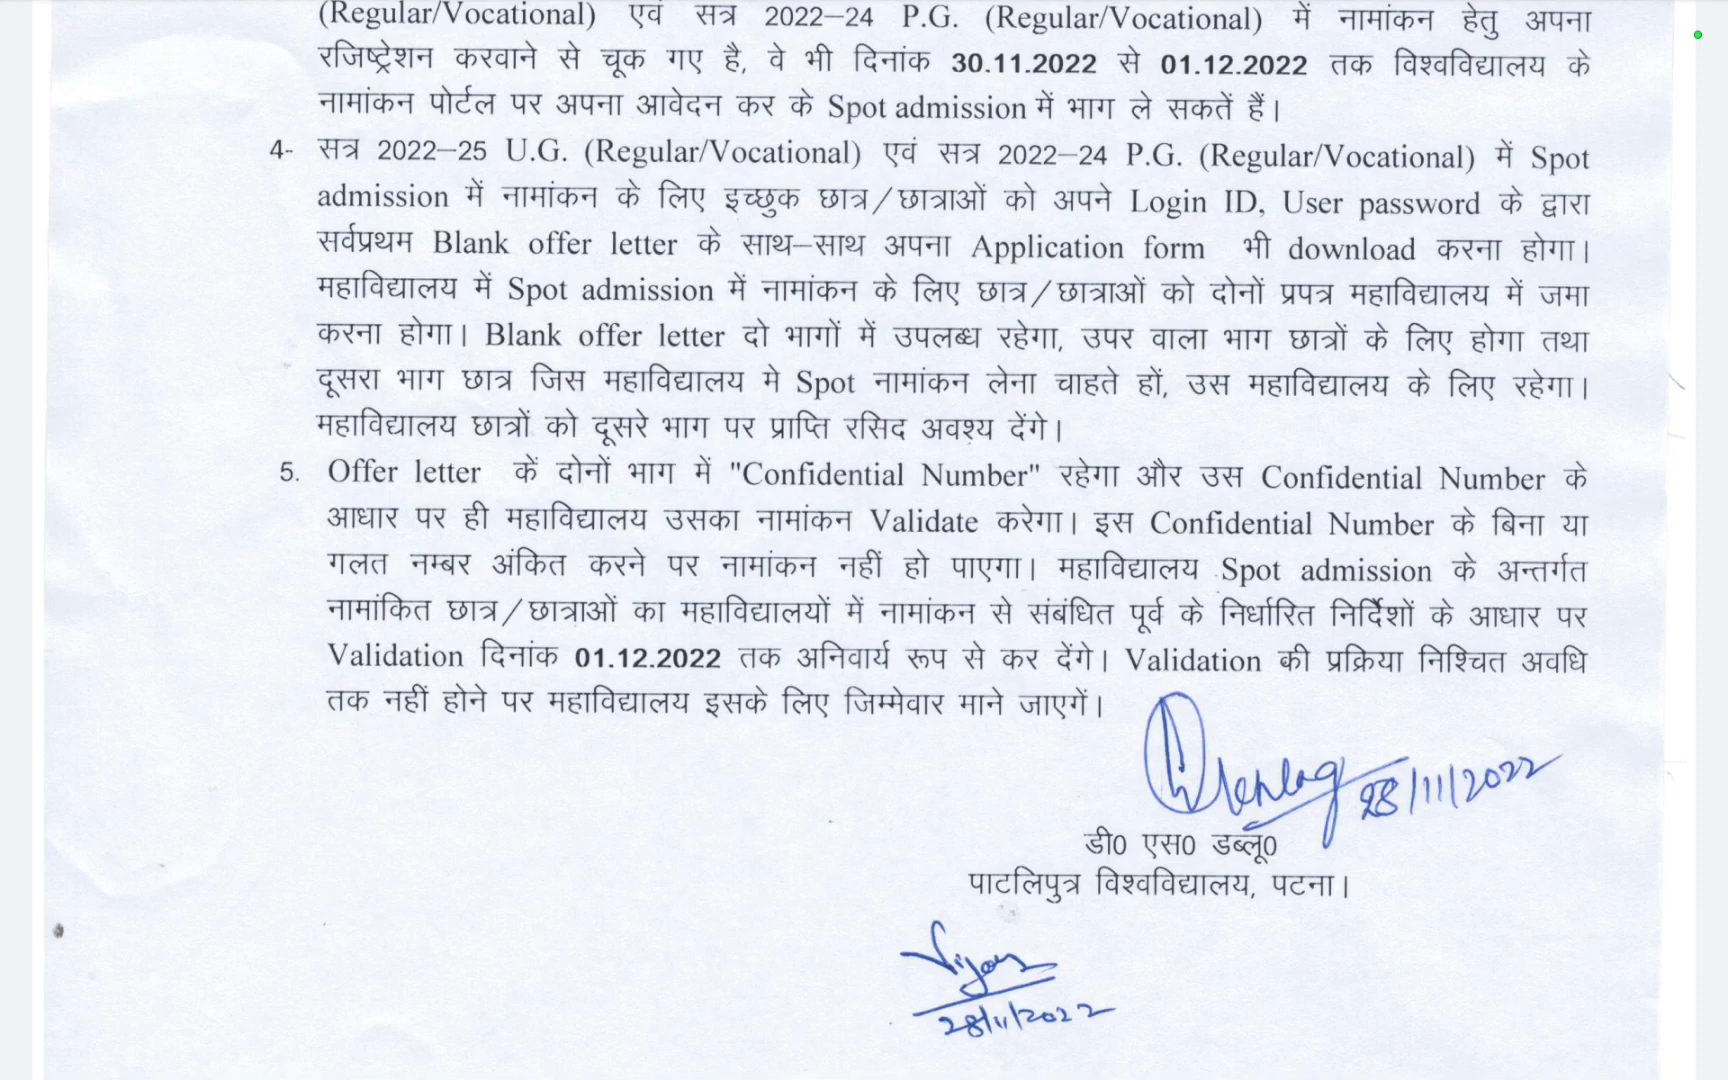 (Regular/Vocational) एवं सत्र 2022–24 P.G. (Regular/Vocational) में नामांकन हेतु अपना
रजिष्ट्रेशन करवाने से चूक गए है, वे भी दिनांक 30.11.2022 से 01.12.2022 तक विश्वविद्यालय के
नामांकन पोर्टल पर अपना आवेदन कर के Spot admission में भाग ले सकतें हैं।
4- सत्र 2022–25 U.G. (Regular/Vocational) एवं सत्र 2022–24 P.G. (Regular/Vocational) में Spot
admission में नामांकन के लिए इच्छुक छात्र/छात्राओं को अपने Login ID, User password के द्वारा
सर्वप्रथम Blank offer letter के साथ–साथ अपना Application form भी download करना होगा।
महाविद्यालय में Spot admission में नामांकन के लिए छात्र/छात्राओं को दोनों प्रपत्र महाविद्यालय में जमा
करना होगा। Blank offer letter दो भागों में उपलब्ध रहेगा, उपर वाला भाग छात्रों के लिए होगा तथा
दूसरा भाग छात्र जिस महाविद्यालय मे Spot नामांकन लेना चाहते हों, उस महाविद्यालय के लिए रहेगा।
महाविद्यालय छात्रों को दूसरे भाग पर प्राप्ति रसिद अवश्य देंगे।
5. Offer letter कें दोनों भाग में "Confidential Number" रहेगा और उस Confidential Number के
आधार पर ही महाविद्यालय उसका नामांकन Validate करेगा। इस Confidential Number के बिना या
गलत नम्बर अंकित करने पर नामांकन नहीं हो पाएगा। महाविद्यालय Spot admission के अन्तर्गत
नामांकित छात्र/छात्राओं का महाविद्यालयों में नामांकन से संबंधित पूर्व के निर्धारित निर्दिशों के आधार पर
Validation दिनांक 01.12.2022 तक अनिवार्य रूप से कर देंगे। Validation की प्रक्रिया निश्चित अवधि
तक नहीं होने पर महाविद्यालय इसके लिए जिम्मेवार माने जाएगें।
28/11/2022
डी0 एस0 डब्लू0
पाटलिपुत्र विश्वविद्यालय, पटना।
28/11/2022